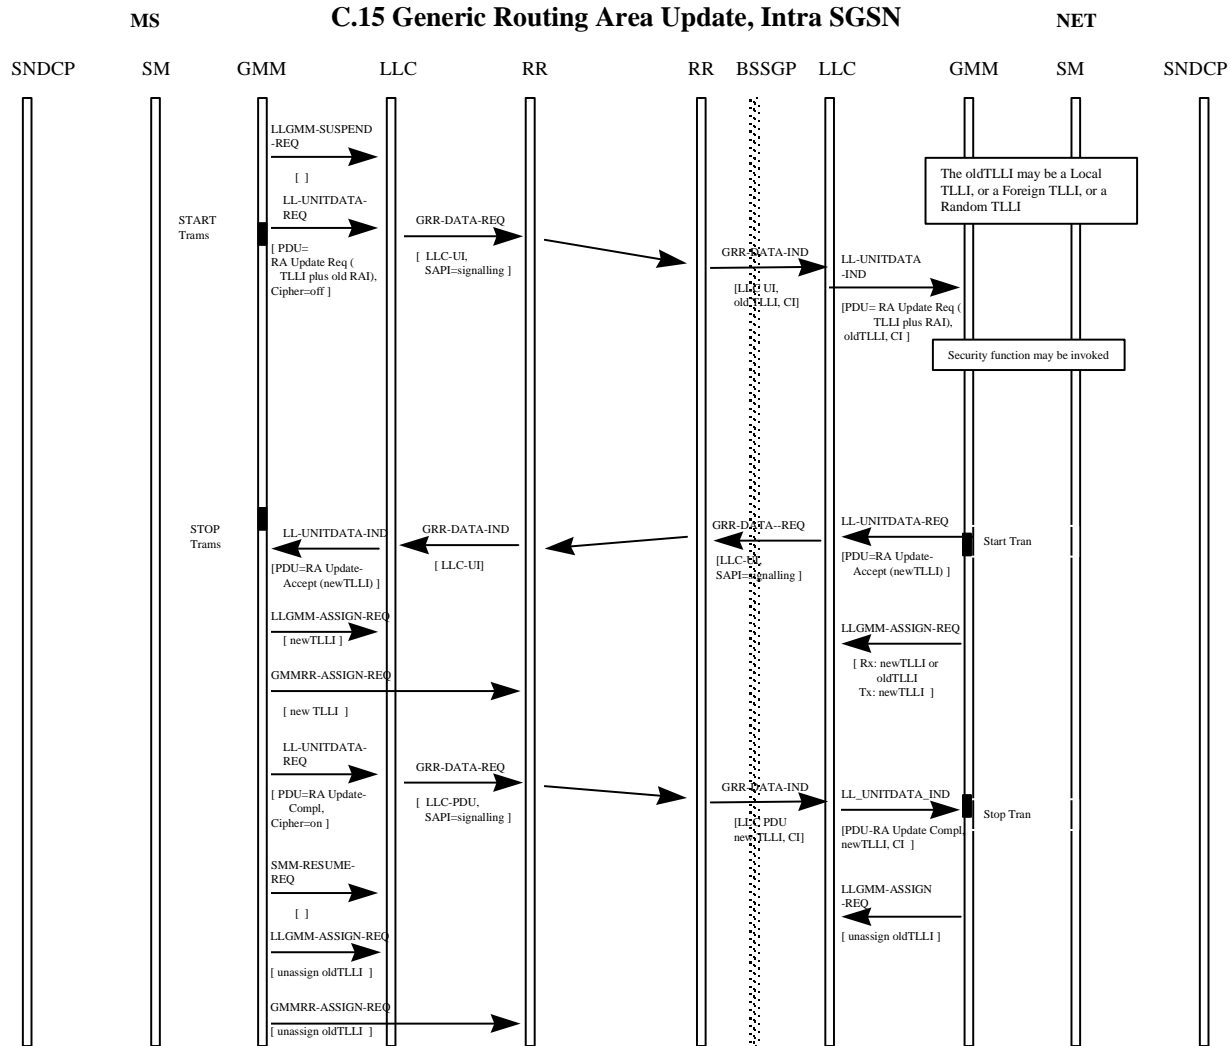 MS C.15 Generic Routing Area Update, Intra SGSN NET
SNDCP SM GMM LLC RR RR BSSGP LLC GMM SM SNDCP
LLGMM-SUSPEND
-REQ
[ ]
LL-UNITDATA-
REQ
START
Trams
[ PDU=
RA Update Req (
TLLI plus old RAI),
Cipher=off ]
GRR-DATA-REQ
[ LLC-UI,
SAPI=signalling ]
GRR-DATA-IND
[LLC UI,
old TLLI, CI]
The oldTLLI may be a Local
TLLI, or a Foreign TLLI, or a
Random TLLI
LL-UNITDATA
-IND
[PDU= RA Update Req (
TLLI plus RAI),
oldTLLI, CI ]
Security function may be invoked
STOP
Trams
LL-UNITDATA-IND
[PDU=RA Update-
Accept (newTLLI) ]
GRR-DATA-IND
[ LLC-UI]
GRR-DATA--REQ
[LLC-UI,
SAPI=signalling ]
LL-UNITDATA-REQ
[PDU=RA Update-
Accept (newTLLI) ]
Start Tran
LLGMM-ASSIGN-REQ
[ newTLLI ]
LLGMM-ASSIGN-REQ
[ Rx: newTLLI or
oldTLLI
Tx: newTLLI ]
GMMRR-ASSIGN-REQ
[ new TLLI ]
LL-UNITDATA-
REQ
[ PDU=RA Update-
Compl,
Cipher=on ]
GRR-DATA-REQ
[ LLC-PDU,
SAPI=signalling ]
GRR-DATA-IND
[LLC PDU
new TLLI, CI]
LL_UNITDATA_IND
[PDU-RA Update Compl,
newTLLI, CI ]
Stop Tran
SMM-RESUME-
REQ
[ ]
LLGMM-ASSIGN
-REQ
[ unassign oldTLLI ]
LLGMM-ASSIGN-REQ
[ unassign oldTLLI ]
GMMRR-ASSIGN-REQ
[ unassign oldTLLI ]